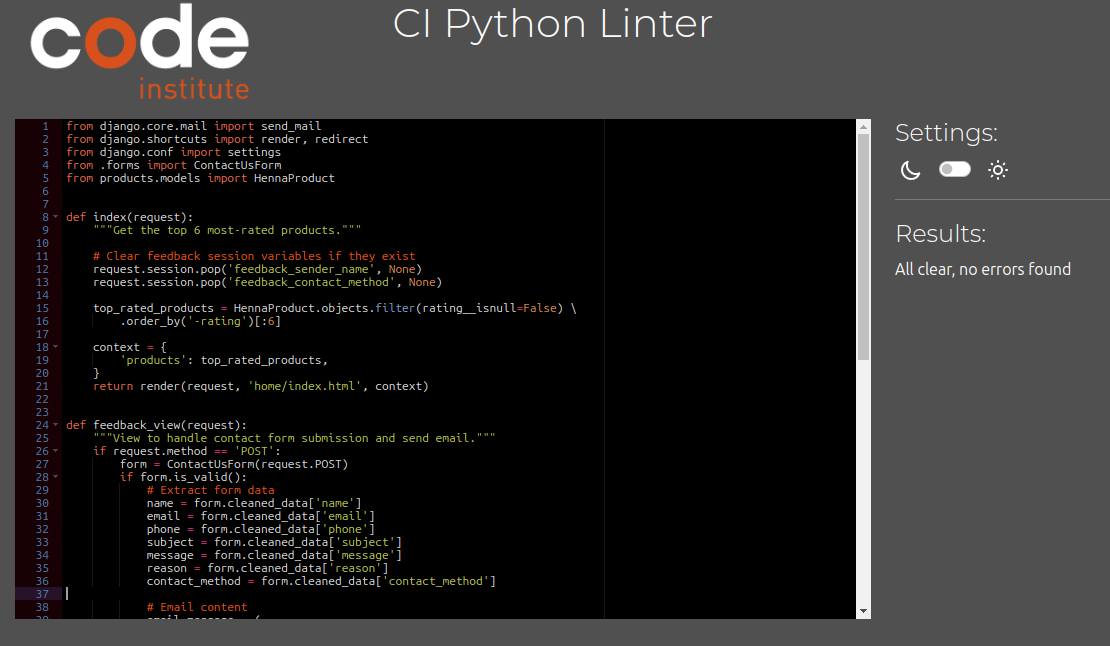 code
institute
CI Python Linter
1 from django.core.mail import send_mail
2 from django.shortcuts import render, redirect
3 from django.conf import settings
4 from .forms import ContactUsForm
5 from products.models import HennaProduct
6
7
8 def index(request):
9     """Get the top 6 most-rated products."""
10
11     # Clear feedback session variables if they exist
12     request.session.pop('feedback_sender_name', None)
13     request.session.pop('feedback_contact_method', None)
14
15     top_rated_products = HennaProduct.objects.filter(rating__isnull=False) \
16         .order_by('-rating')[:6]
17
18     context = {
19         'products': top_rated_products,
20     }
21     return render(request, 'home/index.html', context)
22
23
24 def feedback_view(request):
25     """View to handle contact form submission and send email."""
26     if request.method == 'POST':
27         form = ContactUsForm(request.POST)
28         if form.is_valid():
29             # Extract form data
30             name = form.cleaned_data['name']
31             email = form.cleaned_data['email']
32             phone = form.cleaned_data['phone']
33             subject = form.cleaned_data['subject']
34             message = form.cleaned_data['message']
35             reason = form.cleaned_data['reason']
36             contact_method = form.cleaned_data['contact_method']
37
38             # Email content
Settings:
Results:
All clear, no errors found